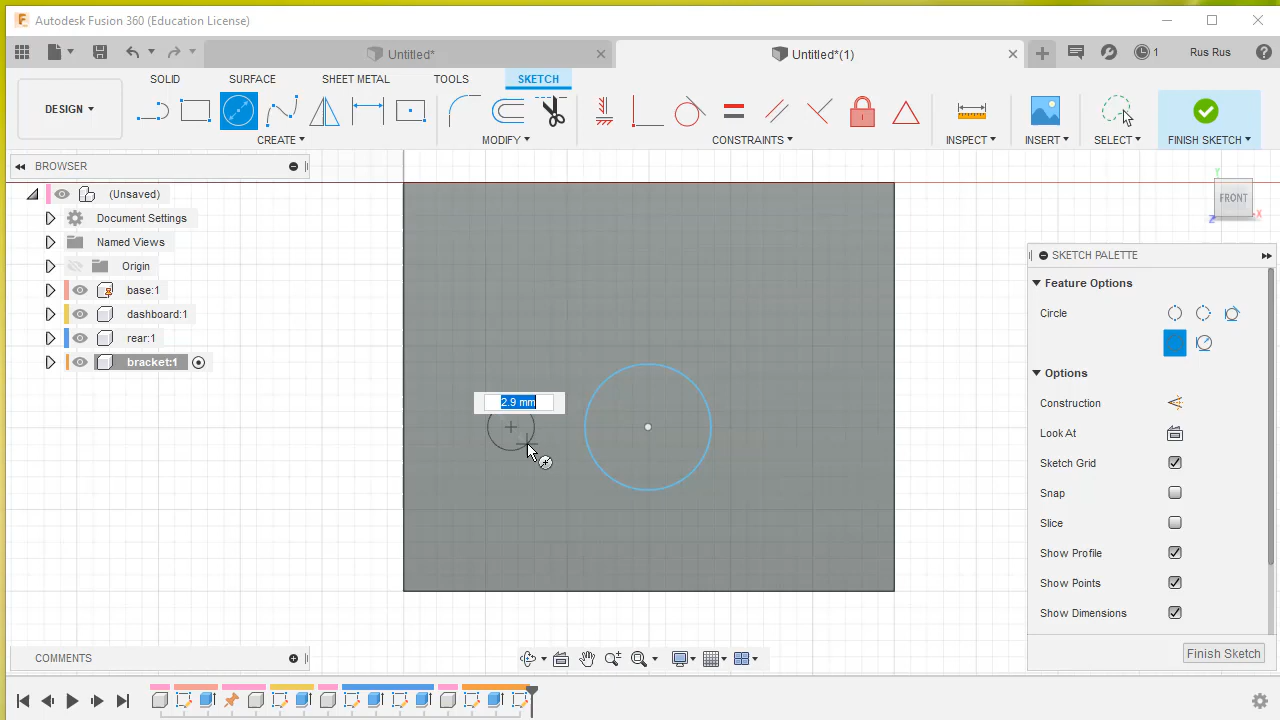 Autodesk Fusion 360 (Education License)
Untitled*
Untitled*(1)
1
Rus Rus
DESIGN
SOLID
SURFACE
SHEET METAL
TOOLS
SKETCH
CREATE
MODIFY
CONSTRAINTS
INSPECT
INSERT
SELECT
FINISH SKETCH
BROWSER
(Unsaved)
Document Settings
Named Views
Origin
base:1
dashboard:1
rear:1
bracket:1
2.9 mm
Y
FRONT
X
Z
SKETCH PALETTE
Feature Options
Circle
Options
Construction
Look At
Sketch Grid
Snap
Slice
Show Profile
Show Points
Show Dimensions
Finish Sketch
COMMENTS